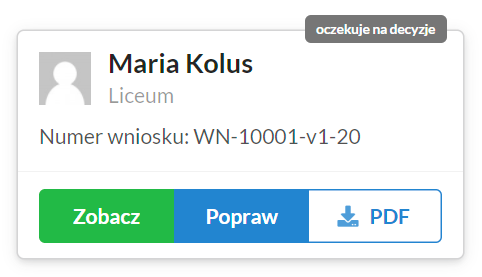 oczekuje na decyzje
Maria Kolus
Liceum
Numer wniosku: WN-10001-v1-20
Zobacz
Popraw
PDF